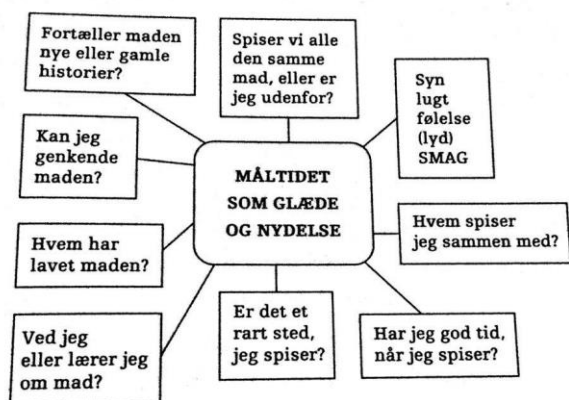 Fortæller maden
nye eller gamle
historier?
Spiser vi alle
den samme
mad, eller er
jeg udenfor?
Syn
lugt
følelse
(lyd)
SMAG
Kan jeg
genkende
maden?
MÅLTIDET
SOM GLÆDE
OG NYDELSE
Hvem spiser
jeg sammen med?
Hvem har
lavet maden?
Er det et
rart sted,
jeg spiser?
Har jeg god tid,
når jeg spiser?
Ved jeg
eller lærer jeg
om mad?